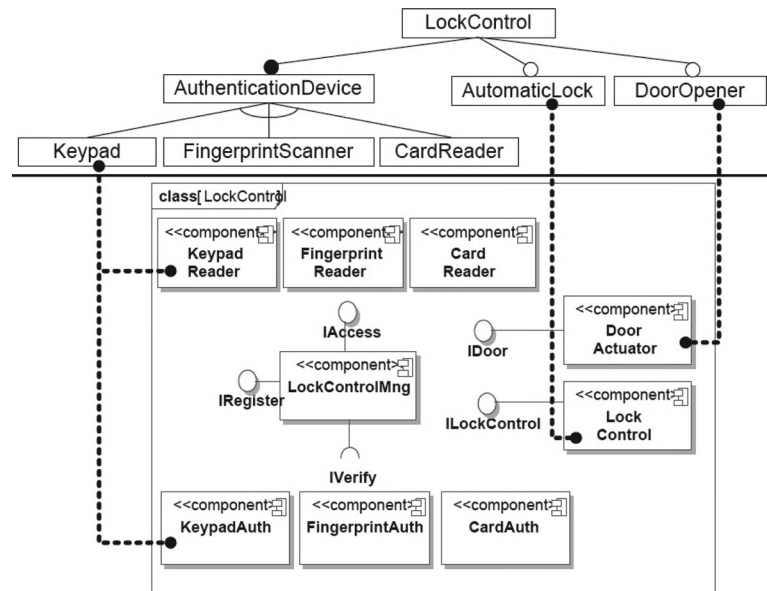 LockControl
AuthenticationDevice
AutomaticLock
DoorOpener
Keypad
FingerprintScanner
CardReader
class[ LockControl]
<<component>>
Keypad
Reader
<<component>>
Fingerprint
Reader
<<component>>
Card
Reader
IAccess
<<component>>
LockControlMng
IRegister
IVerify
<<component>>
Door
Actuator
IDoor
<<component>>
Lock
Control
ILockControl
<<component>>
KeypadAuth
<<component>>
FingerprintAuth
<<component>>
CardAuth